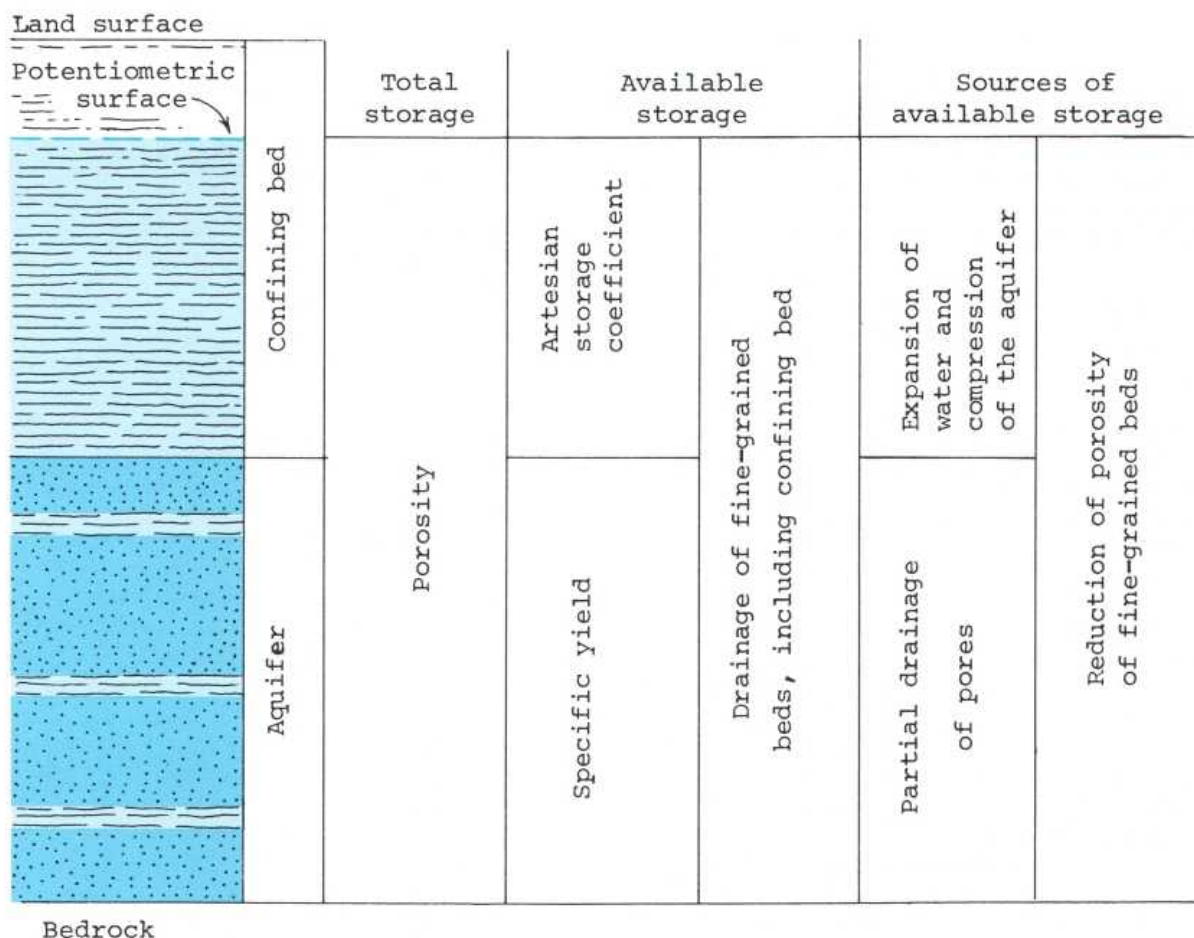 Land surface
Potentiometric
surface
Confining bed
Aquifer
Bedrock
Total
storage
Porosity
Available
storage
Artesian
storage
coefficient
Specific yield
Drainage of fine-grained
beds, including confining bed
Sources of
available storage
Expansion of
water and
compression
of the aquifer
Partial drainage
of pores
Reduction of porosity
of fine-grained beds